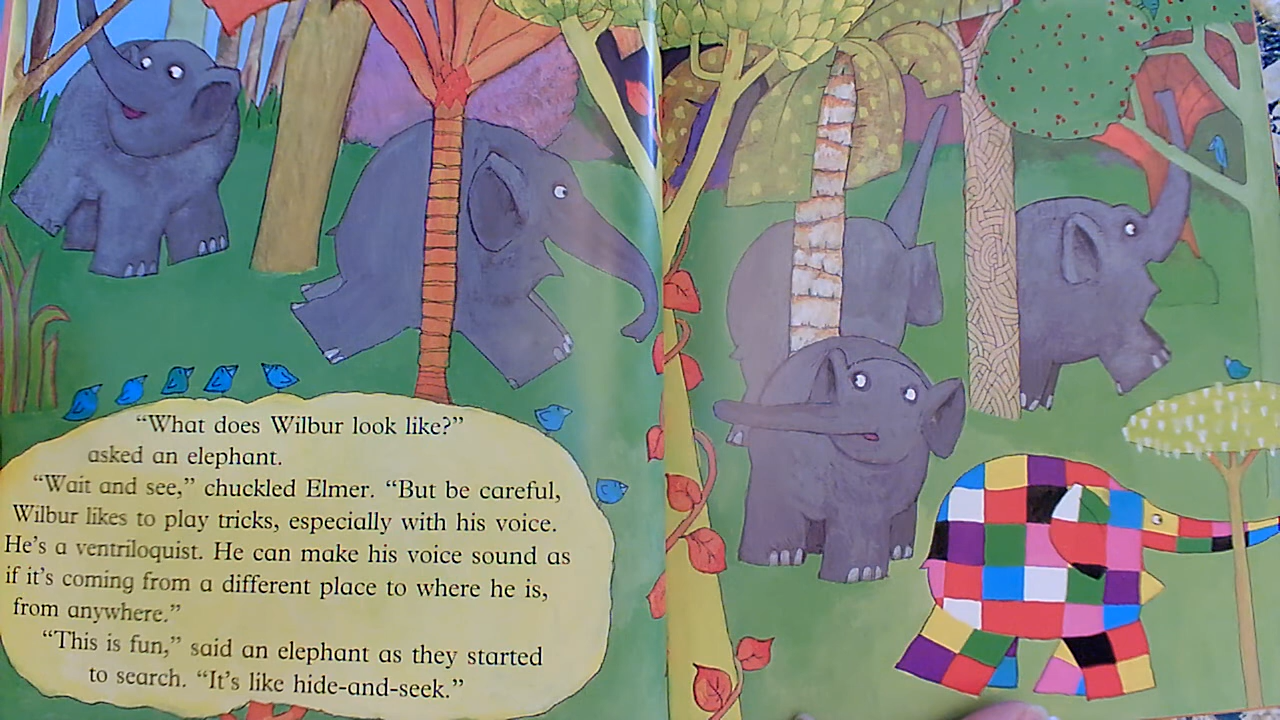 “What does Wilbur look like?”
asked an elephant.
“Wait and see,” chuckled Elmer. “But be careful,
Wilbur likes to play tricks, especially with his voice.
He’s a ventriloquist. He can make his voice sound as
if it’s coming from a different place to where he is,
from anywhere.”
“This is fun,” said an elephant as they started
to search. “It’s like hide-and-seek.”